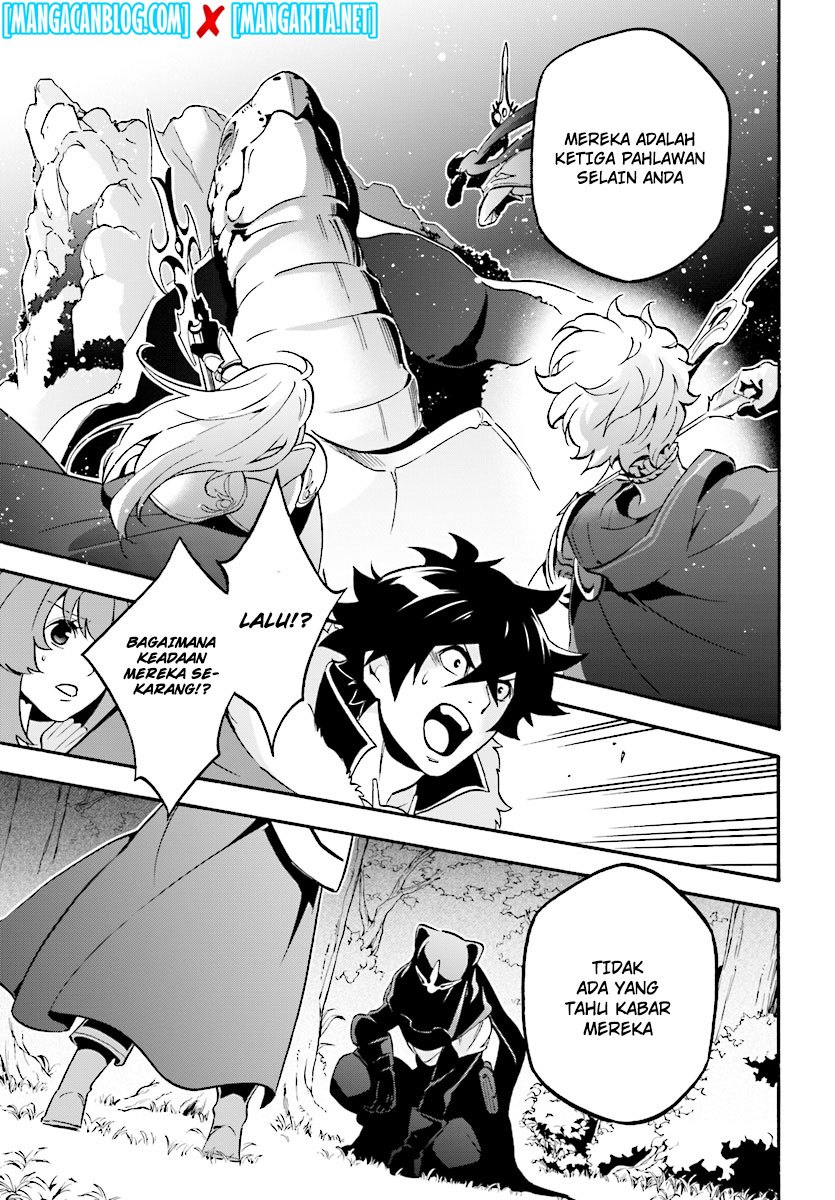 [MANGACANBLOG.COM] X [MANGAKITA.NET]
MEREKA ADALAH
KETIGA PAHLAWAN
SELAIN ANDA
LALU!?
BAGAIMANA
KEADAAN
MEREKA SE-
KARANG!?
TIDAK
ADA YANG
TAHU KABAR
MEREKA